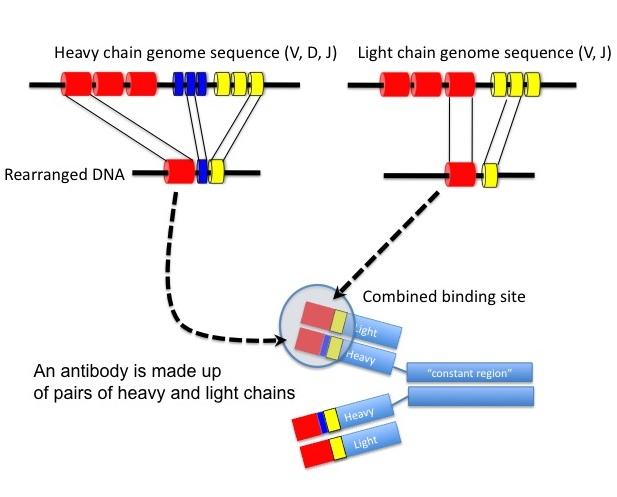 Heavy chain genome sequence (V, D, J)
Light chain genome sequence (V, J)
Rearranged DNA
Combined binding site
Light
Heavy
"constant region"
An antibody is made up
of pairs of heavy and light chains
Heavy
Light